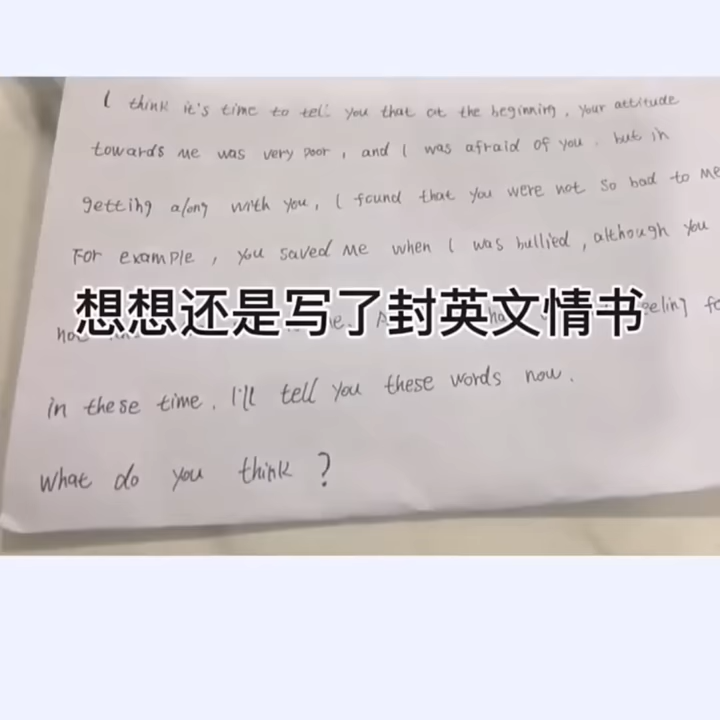 I think it's time to tell you that at the beginning, your attitude
towards me was very poor, and I was afraid of you, but in
getting along with you, I found that you were not so bad to me
For example, you saved me when I was bullied, although you
想想还是写了封英文情书
in these time. I'll tell you these words now.
What do you think?